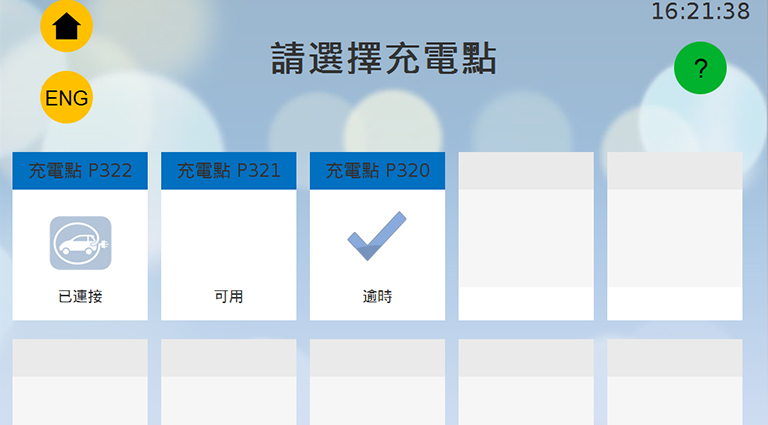 16:21:38
請選擇充電點
?
ENG
充電點 P322
充電點 P321
充電點 P320
已連接
可用
逾時